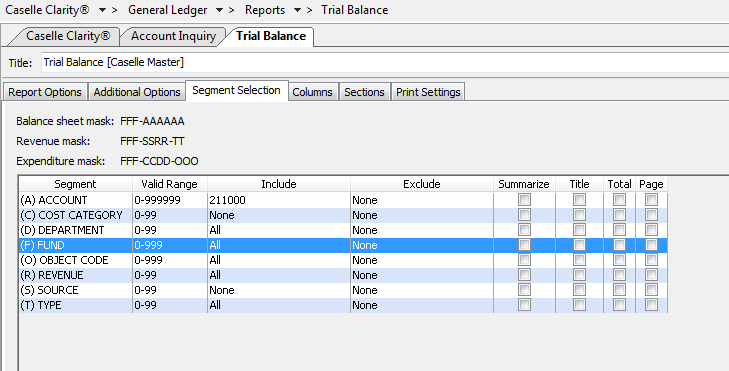 Caselle Clarity® > General Ledger > Reports > Trial Balance
Caselle Clarity® Account Inquiry Trial Balance
Title: Trial Balance [Caselle Master]
Report Options Additional Options Segment Selection Columns Sections Print Settings
Balance sheet mask: FFF-AAAAAA
Revenue mask: FFF-SSRR-TT
Expenditure mask: FFF-CCDD-OOO
Segment Valid Range Include Exclude Summarize Title Total Page
(A) ACCOUNT 0-999999 211000 None
(C) COST CATEGORY 0-99 None None
(D) DEPARTMENT 0-99 All None
(F) FUND 0-999 All None
(O) OBJECT CODE 0-999 All None
(R) REVENUE 0-99 All None
(S) SOURCE 0-99 None None
(T) TYPE 0-99 All None